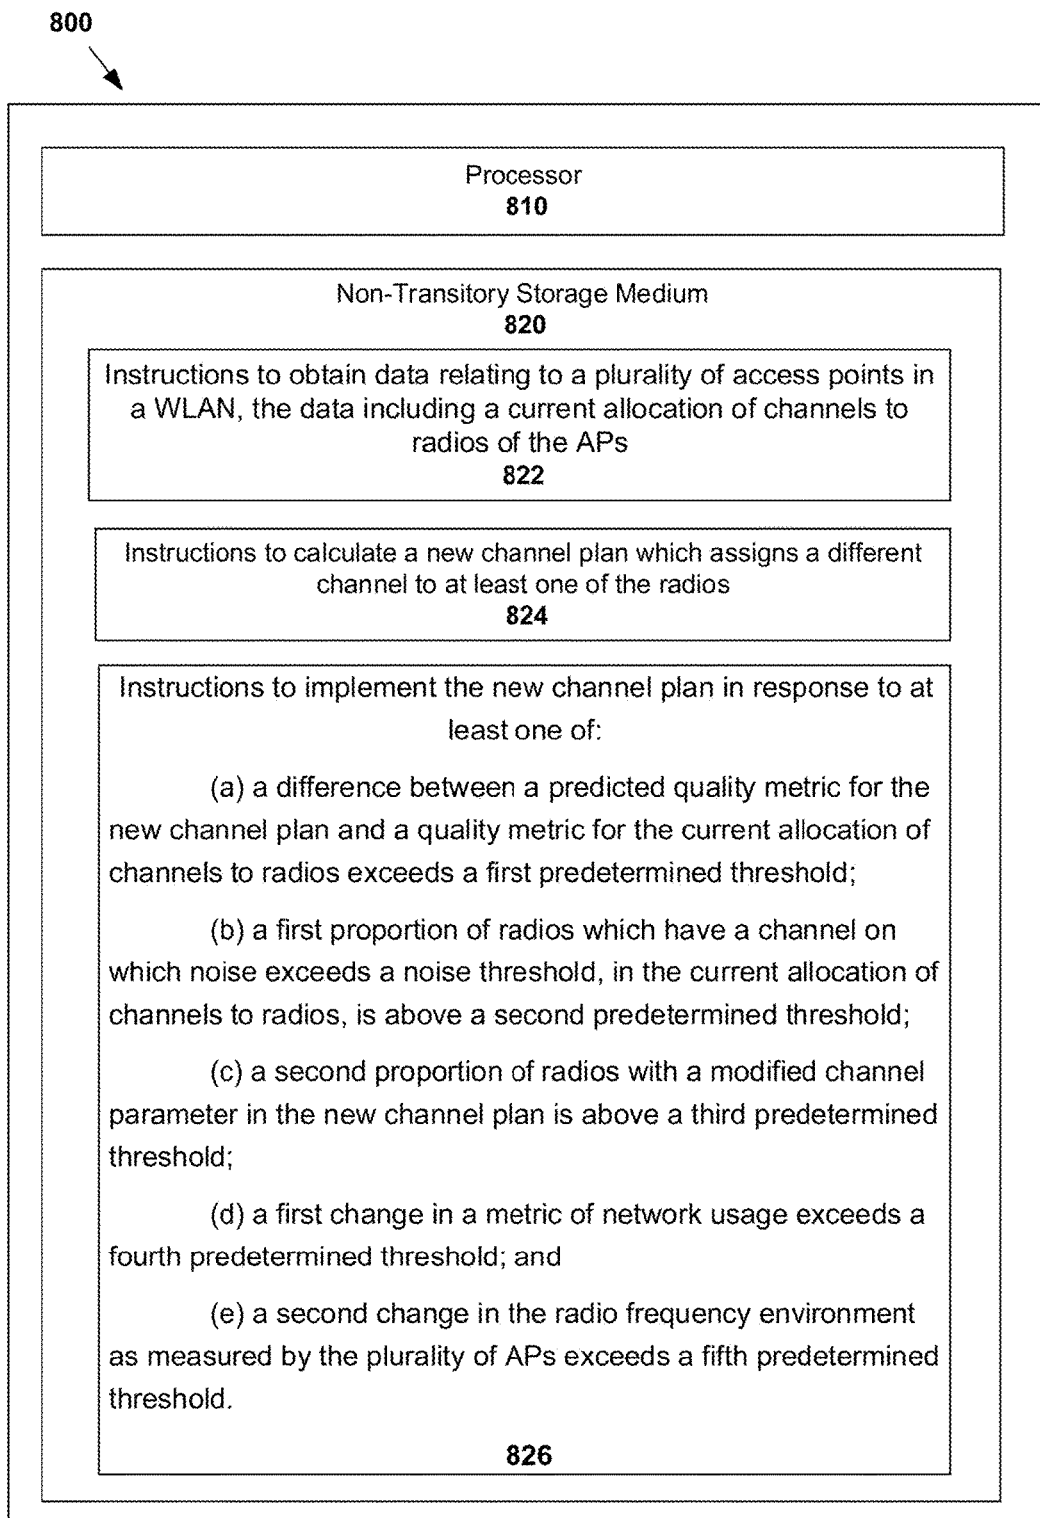 800
Processor
810
Non-Transitory Storage Medium
820
Instructions to obtain data relating to a plurality of access points in
a WLAN, the data including a current allocation of channels to
radios of the APs
822
Instructions to calculate a new channel plan which assigns a different
channel to at least one of the radios
824
Instructions to implement the new channel plan in response to at
least one of:
(a) a difference between a predicted quality metric for the
new channel plan and a quality metric for the current allocation of
channels to radios exceeds a first predetermined threshold;
(b) a first proportion of radios which have a channel on
which noise exceeds a noise threshold, in the current allocation of
channels to radios, is above a second predetermined threshold;
(c) a second proportion of radios with a modified channel
parameter in the new channel plan is above a third predetermined
threshold;
(d) a first change in a metric of network usage exceeds a
fourth predetermined threshold; and
(e) a second change in the radio frequency environment
as measured by the plurality of APs exceeds a fifth predetermined
threshold.
826